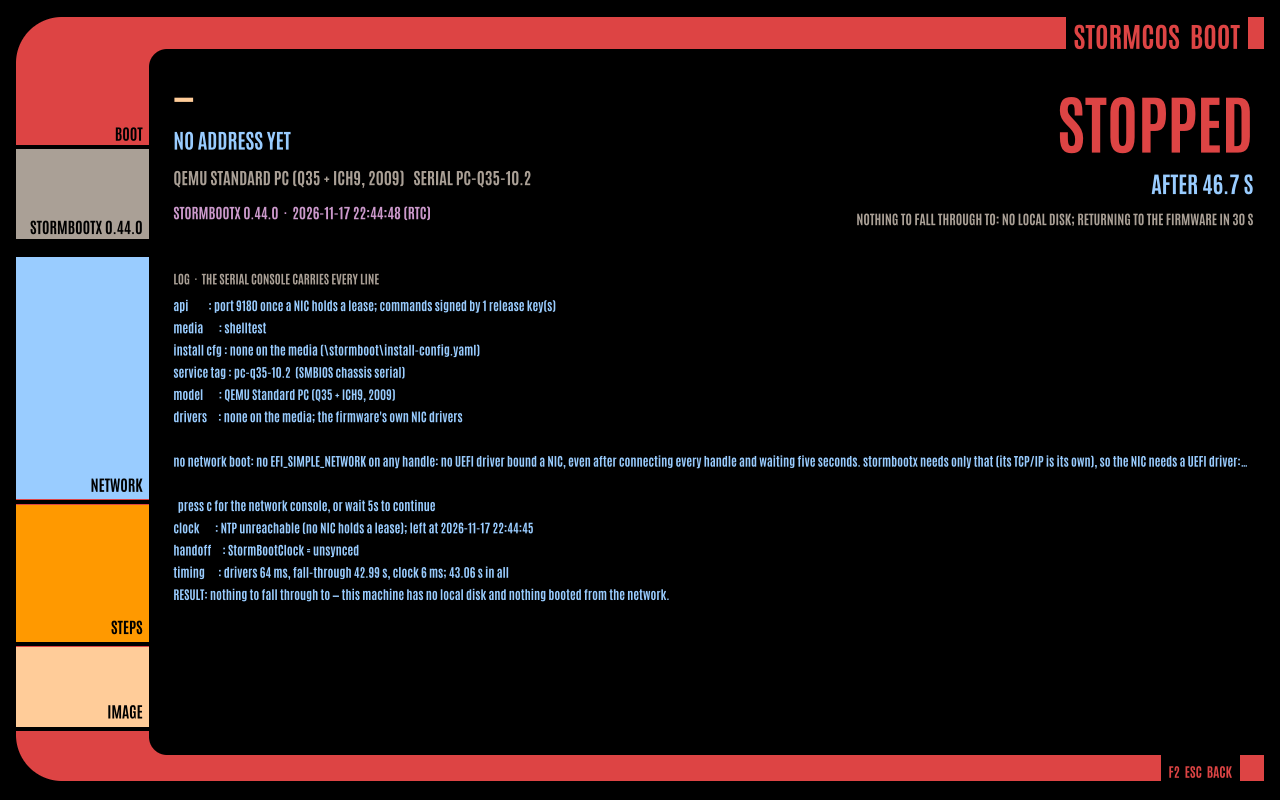 STORMCOS BOOT
BOOT
STORMBOOTX 0.44.0
NETWORK
STEPS
IMAGE
–
NO ADDRESS YET
QEMU STANDARD PC (Q35 + ICH9, 2009) SERIAL PC-Q35-10.2
STORMBOOTX 0.44.0 · 2026-11-17 22:44:48 (RTC)
STOPPED
AFTER 46.7 S
NOTHING TO FALL THROUGH TO: NO LOCAL DISK; RETURNING TO THE FIRMWARE IN 30 S
LOG · THE SERIAL CONSOLE CARRIES EVERY LINE
api : port 9180 once a NIC holds a lease; commands signed by 1 release key(s)
media : shelltest
install cfg : none on the media (\stormboot\install-config.yaml)
service tag : pc-q35-10.2 (SMBIOS chassis serial)
model : QEMU Standard PC (Q35 + ICH9, 2009)
drivers : none on the media; the firmware's own NIC drivers
no network boot: no EFI_SIMPLE_NETWORK on any handle: no UEFI driver bound a NIC, even after connecting every handle and waiting five seconds. stormbootx needs only that (its TCP/IP is its own), so the NIC needs a UEFI driver:…
press c for the network console, or wait 5s to continue
clock : NTP unreachable (no NIC holds a lease); left at 2026-11-17 22:44:45
handoff : StormBootClock = unsynced
timing : drivers 64 ms, fall-through 42.99 s, clock 6 ms; 43.06 s in all
RESULT: nothing to fall through to — this machine has no local disk and nothing booted from the network.
F2 ESC BACK